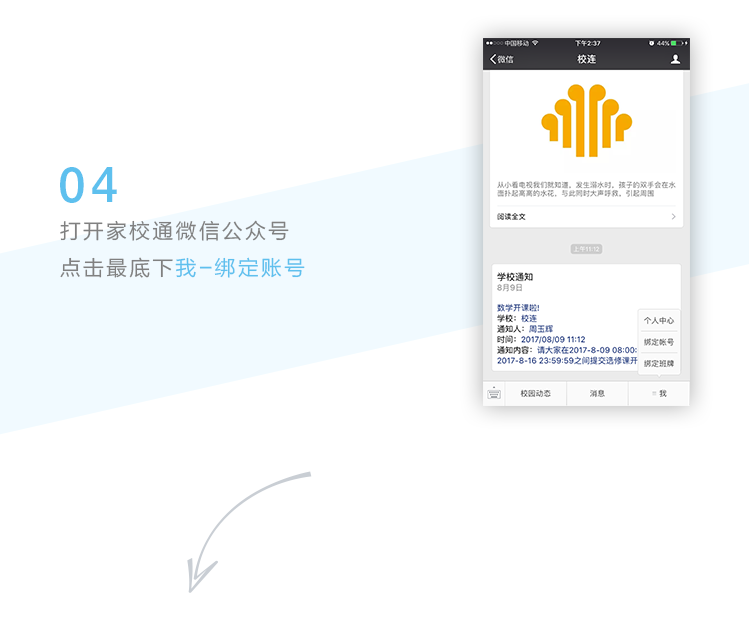 04
打开家校通微信公众号
点击最底下我-绑定账号
中国移动
下午2:37
44%
微信
校连
从小看电视我们就知道，发生溺水时，孩子的双手会在水
面扑起高高的水花，与此同时大声呼救，引起周围
阅读全文
上午11:12
学校通知
8月9日
数学开课啦!
学校：校连
通知人：周玉辉
时间：2017/08/09 11:12
通知内容：请大家在2017-8-09 08:00:
2017-8-16 23:59:59之间提交选修课开
个人中心
绑定帐号
绑定班牌
校园动态
消息
我